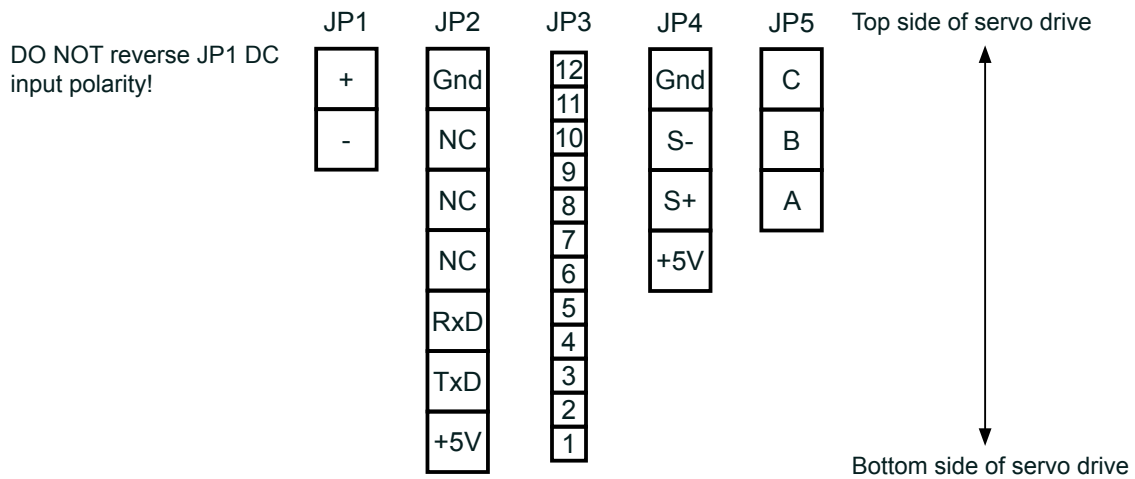 JP1 JP2 JP3 JP4 JP5 Top side of servo drive
DO NOT reverse JP1 DC
input polarity!
+
-
Gnd
NC
NC
NC
RxD
TxD
+5V
12
11
10
9
8
7
6
5
4
3
2
1
Gnd
S-
S+
+5V
C
B
A
Bottom side of servo drive